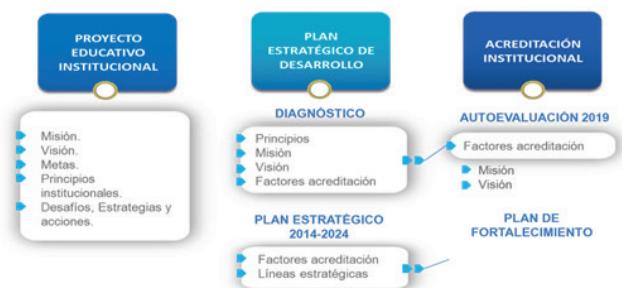 PROYECTO
EDUCATIVO
INSTITUCIONAL
Misión.
Visión.
Metas.
Principios
institucionales.
Desafíos, Estrategias y
acciones.
PLAN
ESTRATÉGICO DE
DESARROLLO
DIAGNÓSTICO
Principios
Misión
Visión
Factores acreditación
PLAN ESTRATÉGICO
2014-2024
Factores acreditación
Líneas estratégicas
ACREDITACIÓN
INSTITUCIONAL
AUTOEVALUACIÓN 2019
Factores acreditación
Misión
Visión
PLAN DE
FORTALECIMIENTO